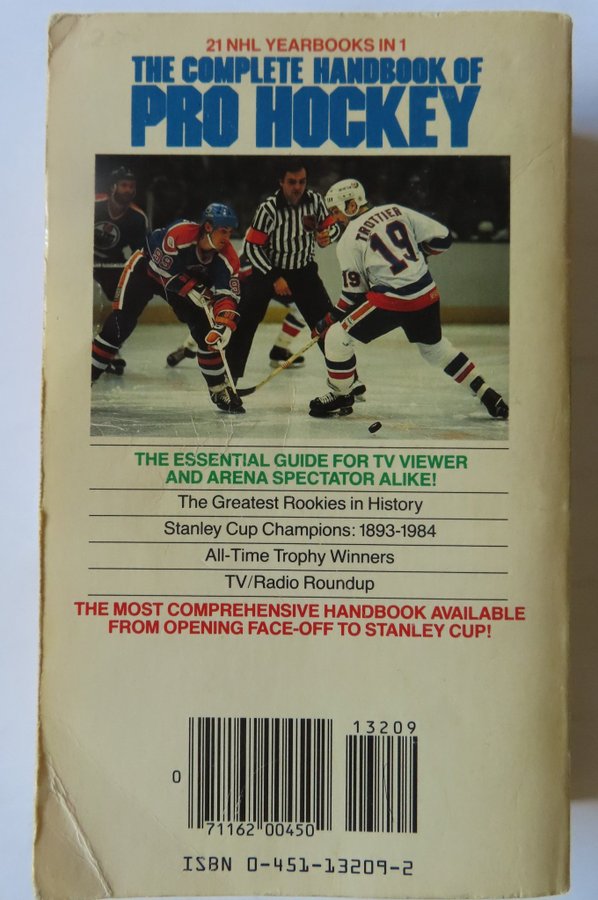 21 NHL YEARBOOKS IN 1
THE COMPLETE HANDBOOK OF
PRO HOCKEY
TROTTIER
19
19
99
THE ESSENTIAL GUIDE FOR TV VIEWER
AND ARENA SPECTATOR ALIKE!
The Greatest Rookies in History
Stanley Cup Champions: 1893-1984
All-Time Trophy Winners
TV/Radio Roundup
THE MOST COMPREHENSIVE HANDBOOK AVAILABLE
FROM OPENING FACE-OFF TO STANLEY CUP!
13209
0
71162 00450
ISBN 0-451-13209-2